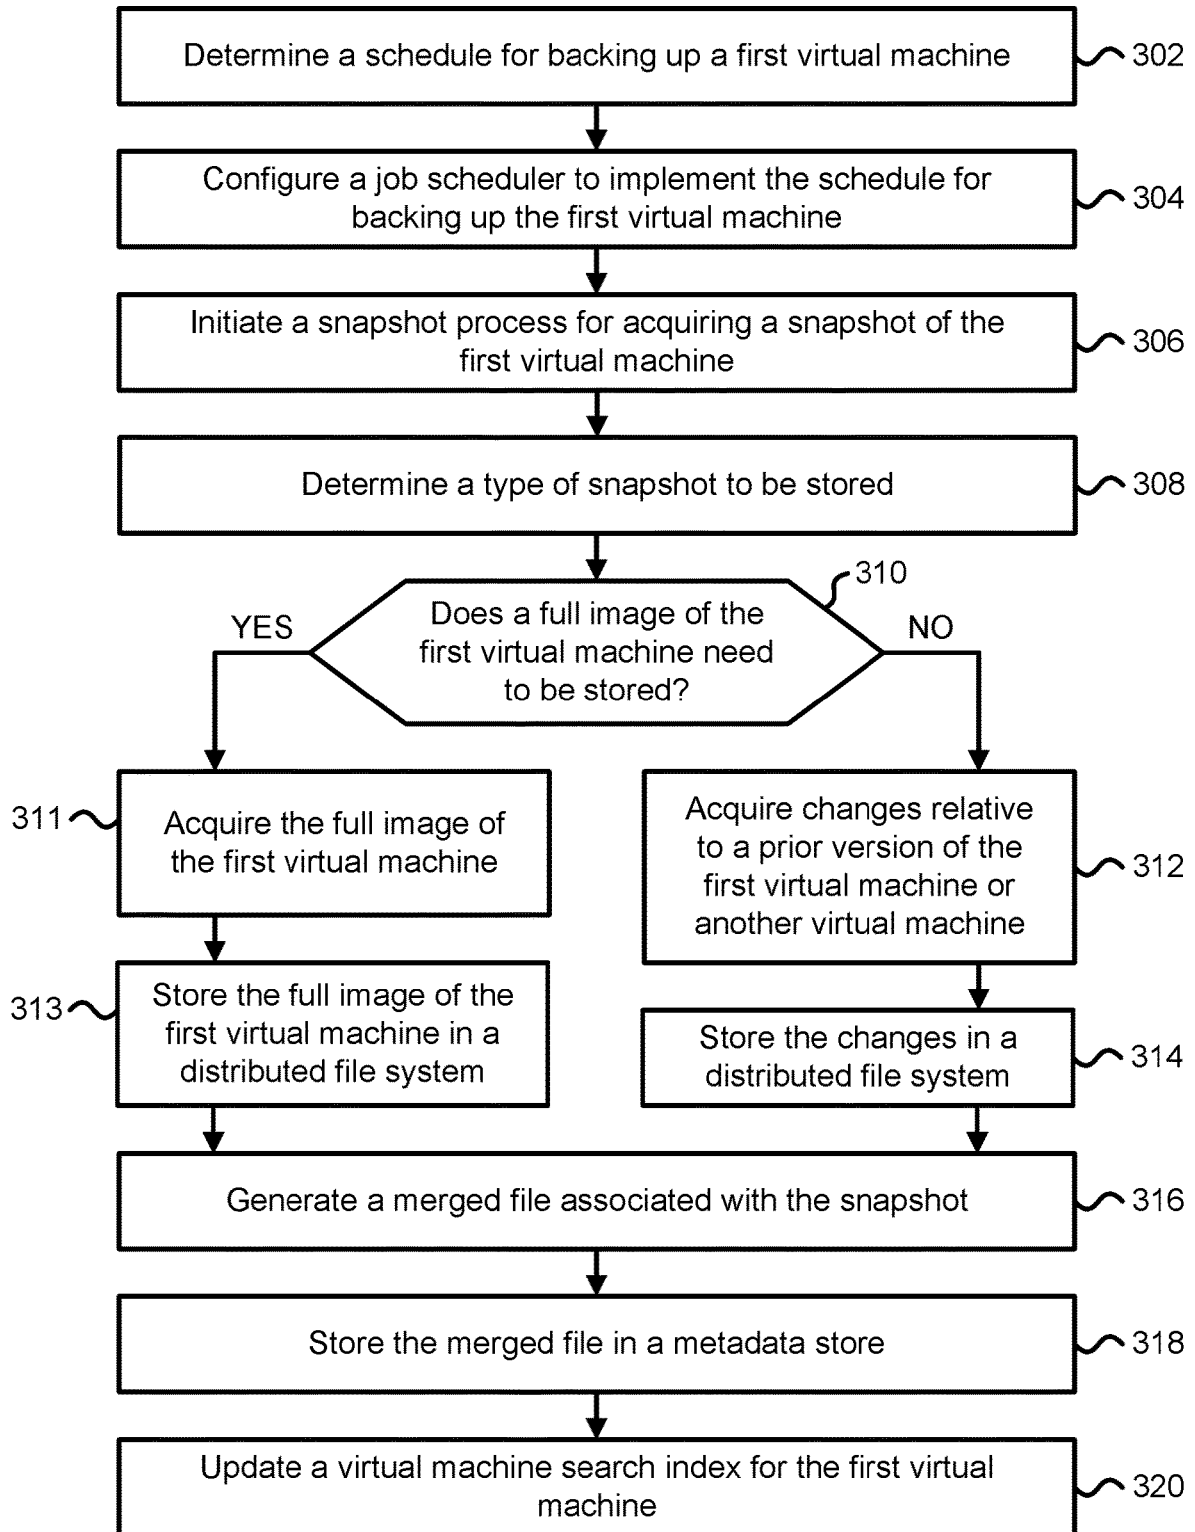 Determine a schedule for backing up a first virtual machine
302
Configure a job scheduler to implement the schedule for
backing up the first virtual machine
304
Initiate a snapshot process for acquiring a snapshot of the
first virtual machine
306
Determine a type of snapshot to be stored
308
310
Does a full image of the
first virtual machine need
to be stored?
YES
NO
311
Acquire the full image of
the first virtual machine
Acquire changes relative
to a prior version of the
first virtual machine or
another virtual machine
312
313
Store the full image of the
first virtual machine in a
distributed file system
Store the changes in a
distributed file system
314
Generate a merged file associated with the snapshot
316
Store the merged file in a metadata store
318
Update a virtual machine search index for the first virtual
machine
320